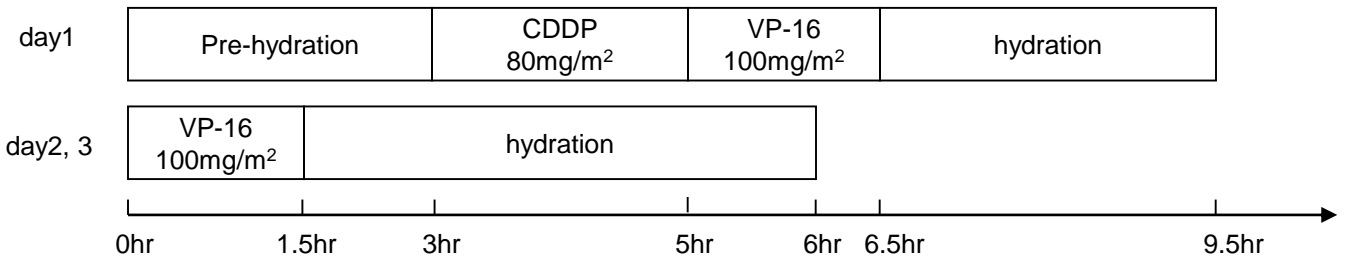 day1
Pre-hydration
CDDP
80mg/m²
VP-16
100mg/m²
hydration
day2, 3
VP-16
100mg/m²
hydration
0hr 1.5hr 3hr 5hr 6hr 6.5hr 9.5hr